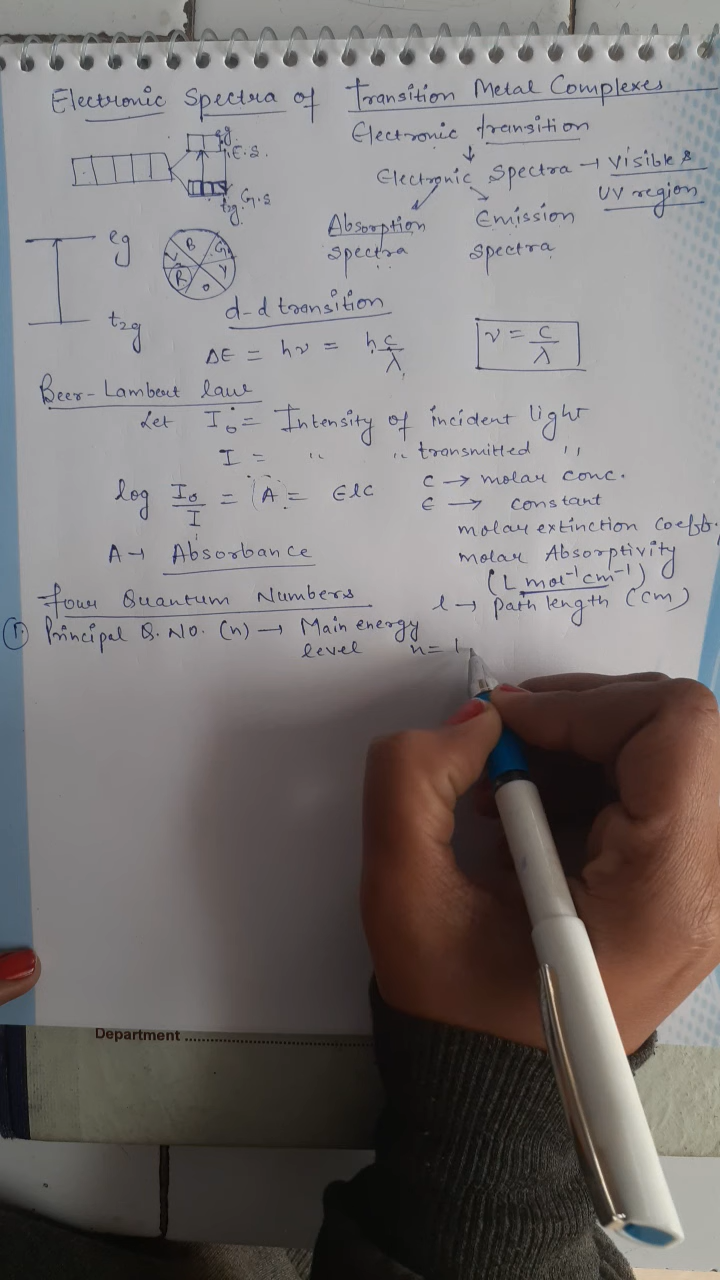 Electronic Spectra of Transition Metal Complexes
eg
E.S.
t2g G.S
Electronic transition
Electronic Spectra → Visible &
UV region
Absorption Spectra
Emission Spectra
eg
t2g
B G
V Y
R O
d-d transition
ΔE = hν = h c/λ
ν = c/λ
Beer-Lambert law
Let I₀ = Intensity of incident light
I = ,, ,, transmitted ,,
log I₀/I = A = ϵlc
c → molar conc.
ϵ → constant
molar extinction coeff.
molar Absorptivity
(L mol⁻¹ cm⁻¹)
l → path length (cm)
A → Absorbance
Four Quantum Numbers
1. Principal Q. No. (n) → Main energy
level n = 1
Department